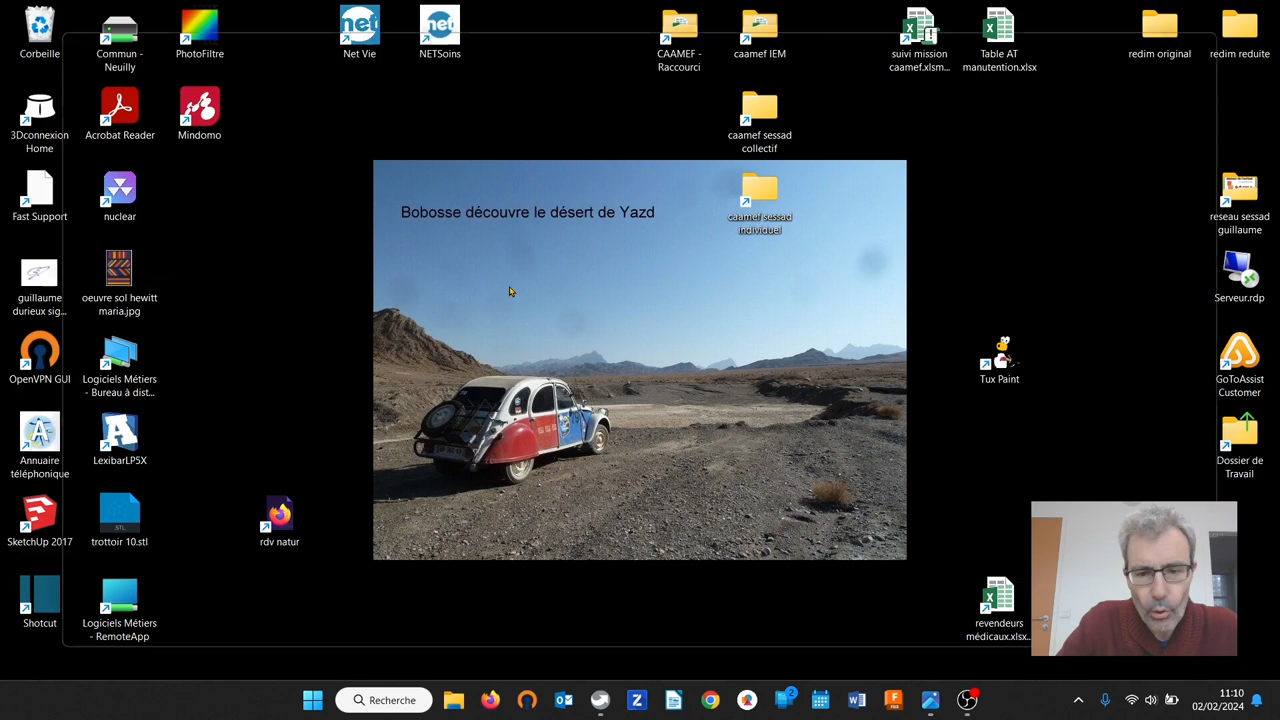 Corbeille
Commun -
Neuilly
PhotoFiltre
Net Vie
NETSoins
CAAMEF -
Raccourci
caamef IEM
suivi mission
caamef.xlsm...
Table AT
manutention.xlsx
redim original
redim reduite
3Dconnexion
Home
Acrobat Reader
Mindomo
caamef sessad
collectif
Fast Support
nuclear
Bobosse découvre le désert de Yazd
caamef sessad
individuel
reseau sessad
guillaume
guillaume
durieux sig...
oeuvre sol hewitt
maria.jpg
Serveur.rdp
OpenVPN GUI
Logiciels Métiers
- Bureau à dist...
Tux Paint
GoToAssist
Customer
Annuaire
téléphonique
LexibarLPSX
Dossier de
Travail
SketchUp 2017
STL
trottoir 10.stl
rdv natur
Shotcut
Logiciels Métiers
- RemoteApp
revendeurs
médicaux.xlsx...
Recherche
2
11:10
02/02/2024